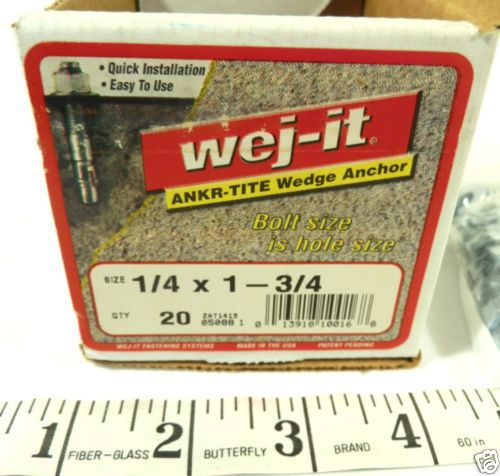 • Quick Installation
• Easy To Use
wej-it®
ANKR-TITE Wedge Anchor
Bolt size
is hole size
SIZE 1/4 x 1 – 3/4
QTY 20 ZAT1413
05088 1 0 13918 10016 8
WEJ-IT FASTENING SYSTEMS MADE IN THE USA PATENT PENDING
1 FIBER-GLASS 2 BUTTERFLY 3 BRAND 4 60 in